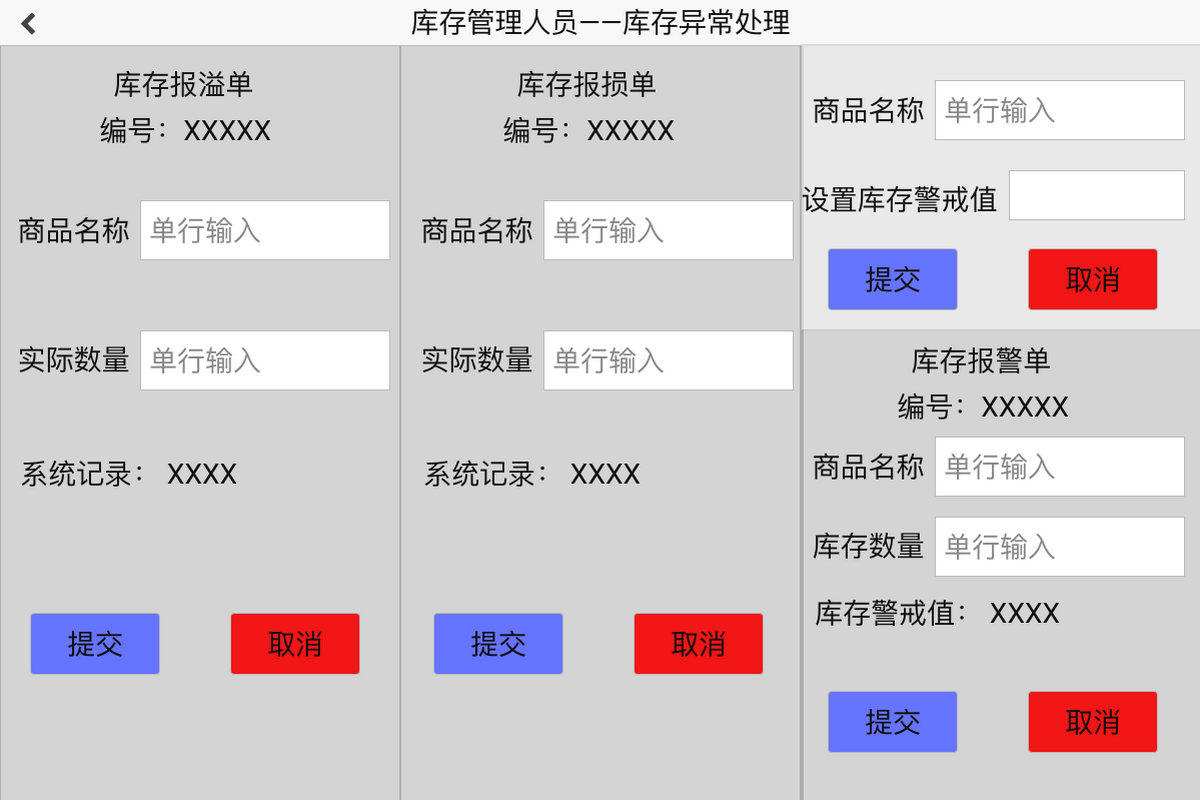 库存管理人员——库存异常处理
库存报溢单
编号：XXXXX
商品名称 单行输入
实际数量 单行输入
系统记录： XXXX
提交 取消
库存报损单
编号：XXXXX
商品名称 单行输入
实际数量 单行输入
系统记录： XXXX
提交 取消
商品名称 单行输入
设置库存警戒值
提交 取消
库存报警单
编号：XXXXX
商品名称 单行输入
库存数量 单行输入
库存警戒值： XXXX
提交 取消